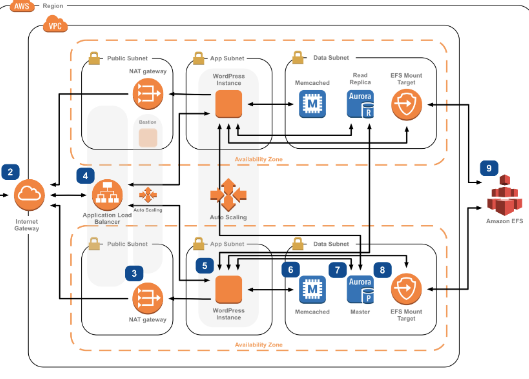 AWS
Region
VPC
Public Subnet
App Subnet
Data Subnet
NAT gateway
WordPress
Instance
Memcached
Read
Replica
Aurora
R
EFS Mount
Target
M
Bastion
Availability Zone
2
4
9
Auto Scaling
Auto Scaling
Internet
Gateway
Application Load
Balancer
Amazon EFS
Public Subnet
App Subnet
Data Subnet
3
5
6
7
8
M
Aurora
P
NAT gateway
WordPress
Instance
Memcached
Master
EFS Mount
Target
Availability Zone